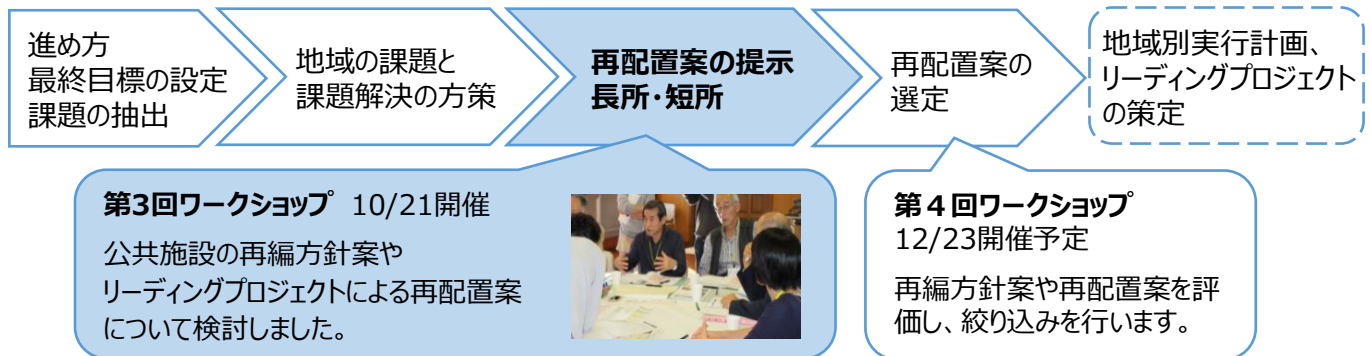 進め方
最終目標の設定
課題の抽出
地域の課題と
課題解決の方策
再配置案の提示
長所・短所
再配置案の
選定
地域別実行計画、
リーディングプロジェクト
の策定
第3回ワークショップ 10/21開催
公共施設の再編方針案や
リーディングプロジェクトによる再配置案
について検討しました。
第４回ワークショップ
12/23開催予定
再編方針案や再配置案を評
価し、絞り込みを行います。